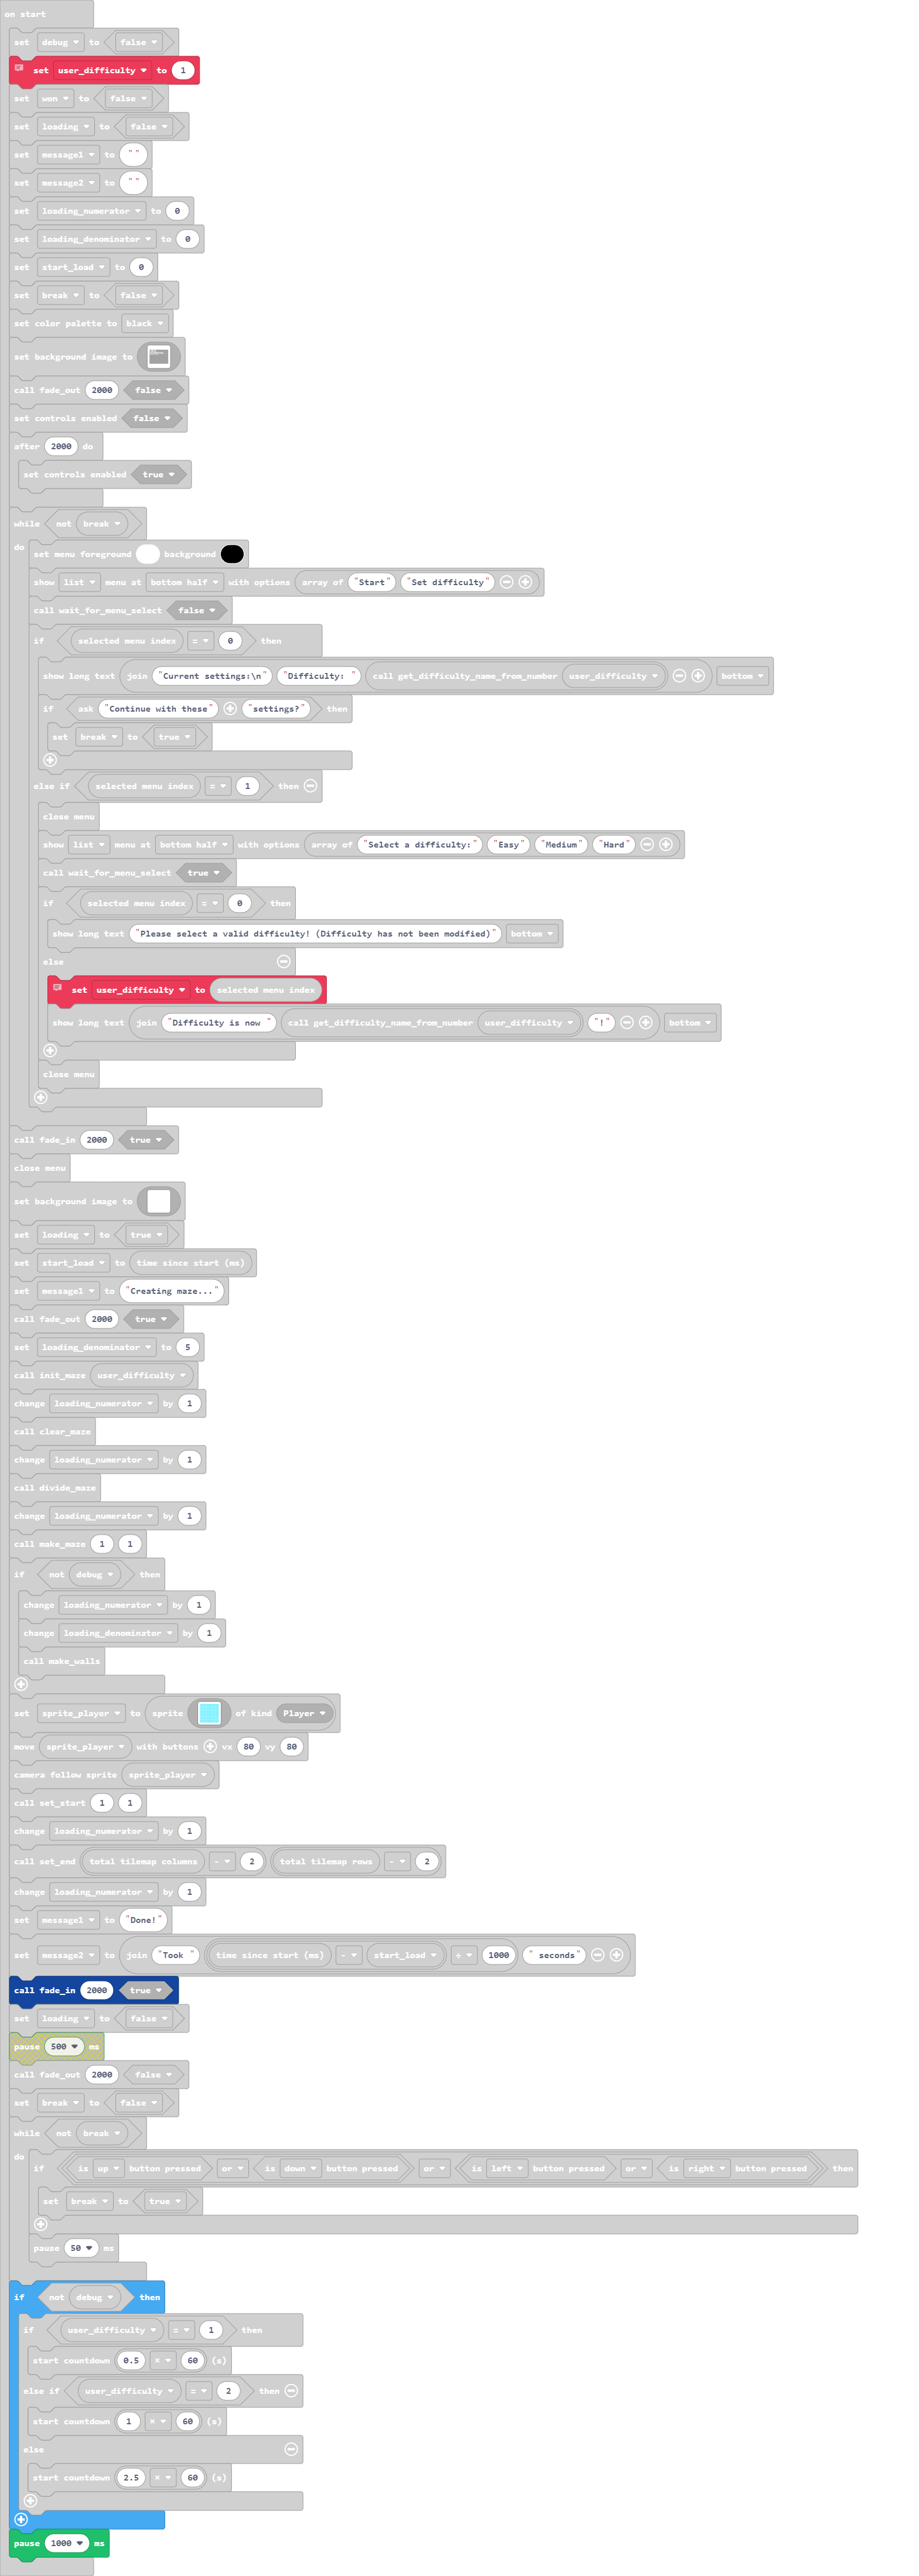 on start
set debug to false
set user_difficulty to 1
set won to false
set loading to false
set message1 to " "
set message2 to " "
set loading_numerator to 0
set loading_denominator to 0
set start_load to 0
set break to false
set color palette to black
set background image to
call fade_out 2000 false
set controls enabled false
after 2000 do
set controls enabled true
while not break
do
set menu foreground background
show list menu at bottom half with options array of "Start" "Set difficulty"
call wait_for_menu_select false
if selected menu index = 0 then
show long text join "Current settings:\n" "Difficulty: " call get_difficulty_name_from_number user_difficulty bottom
if ask "Continue with these" "settings?" then
set break to true
else if selected menu index = 1 then
close menu
show list menu at bottom half with options array of "Select a difficulty:" "Easy" "Medium" "Hard"
call wait_for_menu_select true
if selected menu index = 0 then
show long text "Please select a valid difficulty! (Difficulty has not been modified)" bottom
else
set user_difficulty to selected menu index
show long text join "Difficulty is now " call get_difficulty_name_from_number user_difficulty "!" bottom
close menu
call fade_in 2000 true
close menu
set background image to
set loading to true
set start_load to time since start (ms)
set message1 to "Creating maze..."
call fade_out 2000 true
set loading_denominator to 5
call init_maze user_difficulty
change loading_numerator by 1
call clear_maze
change loading_numerator by 1
call divide_maze
change loading_numerator by 1
call make_maze 1 1
if not debug then
change loading_numerator by 1
change loading_denominator by 1
call make_walls
set sprite_player to sprite of kind Player
move sprite_player with buttons vx 80 vy 80
camera follow sprite sprite_player
call set_start 1 1
change loading_numerator by 1
call set_end total tilemap columns - 2 total tilemap rows - 2
change loading_numerator by 1
set message1 to "Done!"
set message2 to join "Took " time since start (ms) - start_load ÷ 1000 " seconds"
call fade_in 2000 true
set loading to false
pause 500 ms
call fade_out 2000 false
set break to false
while not break
do
if is up button pressed or is down button pressed or is left button pressed or is right button pressed then
set break to true
pause 50 ms
if not debug then
if user_difficulty = 1 then
start countdown 0.5 × 60 (s)
else if user_difficulty = 2 then
start countdown 1 × 60 (s)
else
start countdown 2.5 × 60 (s)
pause 1000 ms